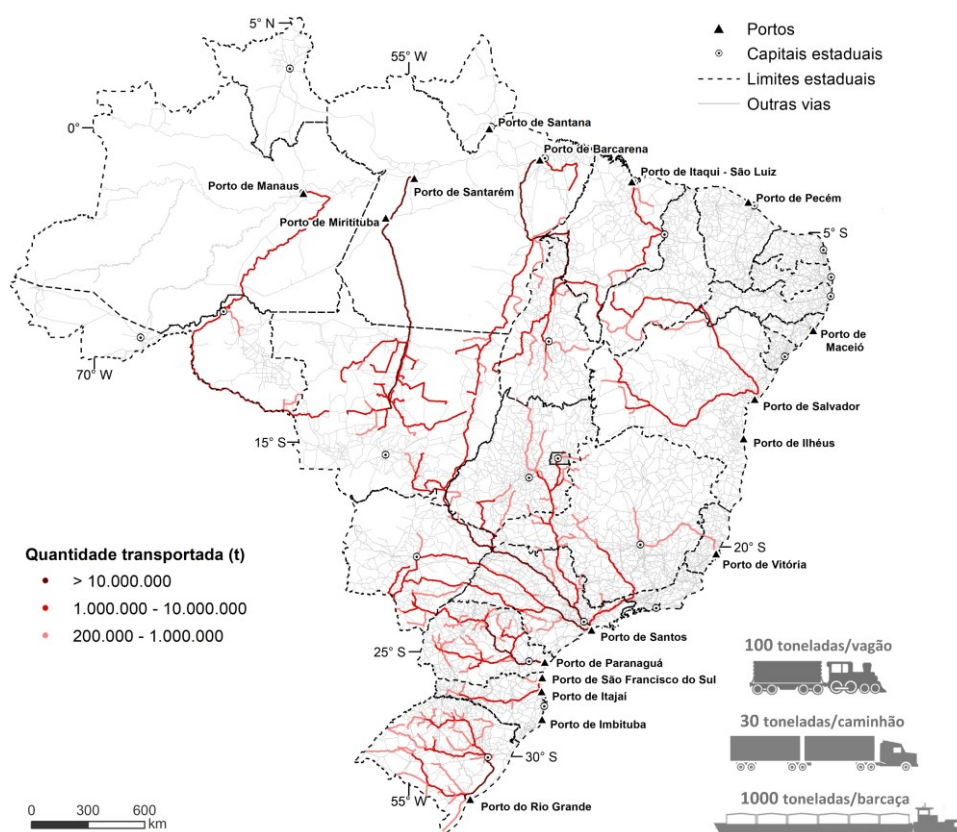 5° N
55° W
Portos
Capitais estaduais
Limites estaduais
Outras vias
0°
Porto de Santana
Porto de Barcarena
Porto de Itaqui - São Luiz
Porto de Manaus
Porto de Santarém
Porto de Pecém
Porto de Miritituba
5° S
Porto de
Maceió
70° W
Porto de Salvador
Porto de Ilhéus
15° S
Quantidade transportada (t)
> 10.000.000
1.000.000 - 10.000.000
200.000 - 1.000.000
20° S
Porto de Vitória
Porto de Santos
25° S
Porto de Paranaguá
Porto de São Francisco do Sul
Porto de Itajaí
Porto de Imbituba
100 toneladas/vagão
30 toneladas/caminhão
30° S
55° W
Porto do Rio Grande
1000 toneladas/barcaça
0 300 600
km